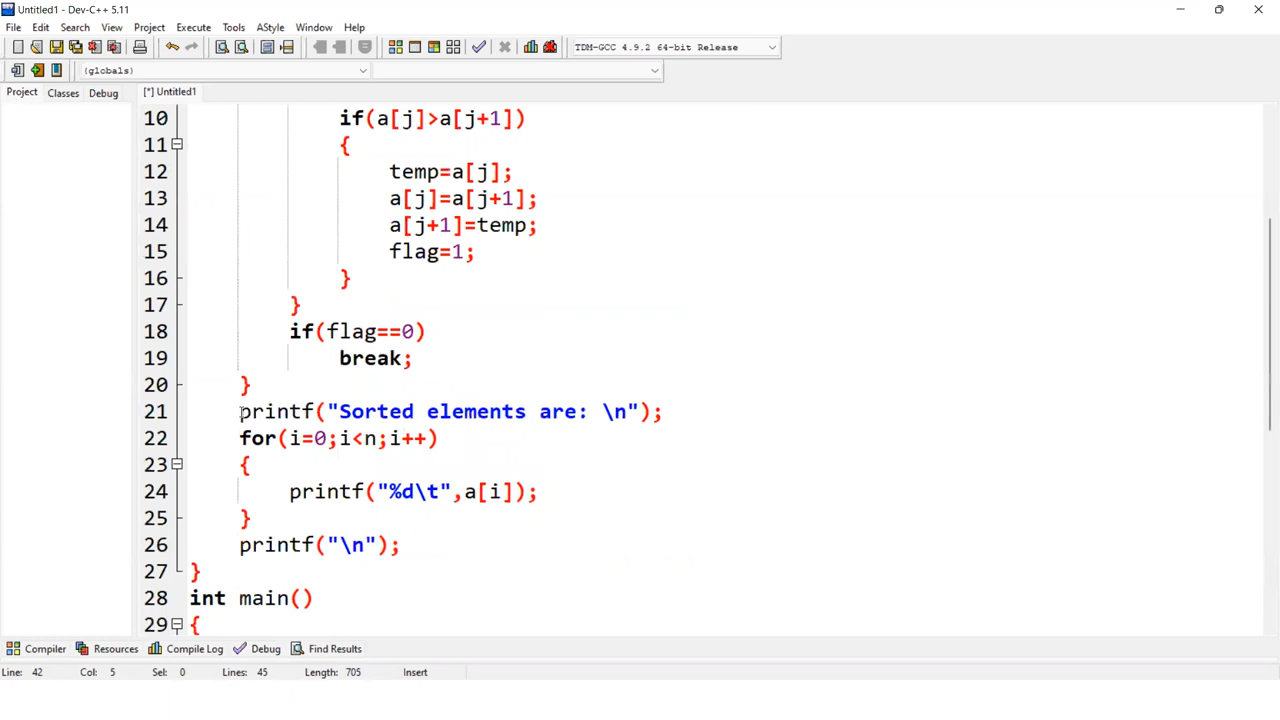 Untitled1 - Dev-C++ 5.11
File Edit Search View Project Execute Tools AStyle Window Help
TDM-GCC 4.9.2 64-bit Release
(globals)
Project Classes Debug [*] Untitled1
10 if(a[j]>a[j+1])
11 {
12 temp=a[j];
13 a[j]=a[j+1];
14 a[j+1]=temp;
15 flag=1;
16 }
17 }
18 if(flag==0)
19 break;
20 }
21 printf("Sorted elements are: \n");
22 for(i=0;i<n;i++)
23 {
24 printf("%d\t",a[i]);
25 }
26 printf("\n");
27 }
28 int main()
29 {
Compiler Resources Compile Log Debug Find Results
Line: 42 Col: 5 Sel: 0 Lines: 45 Length: 705 Insert